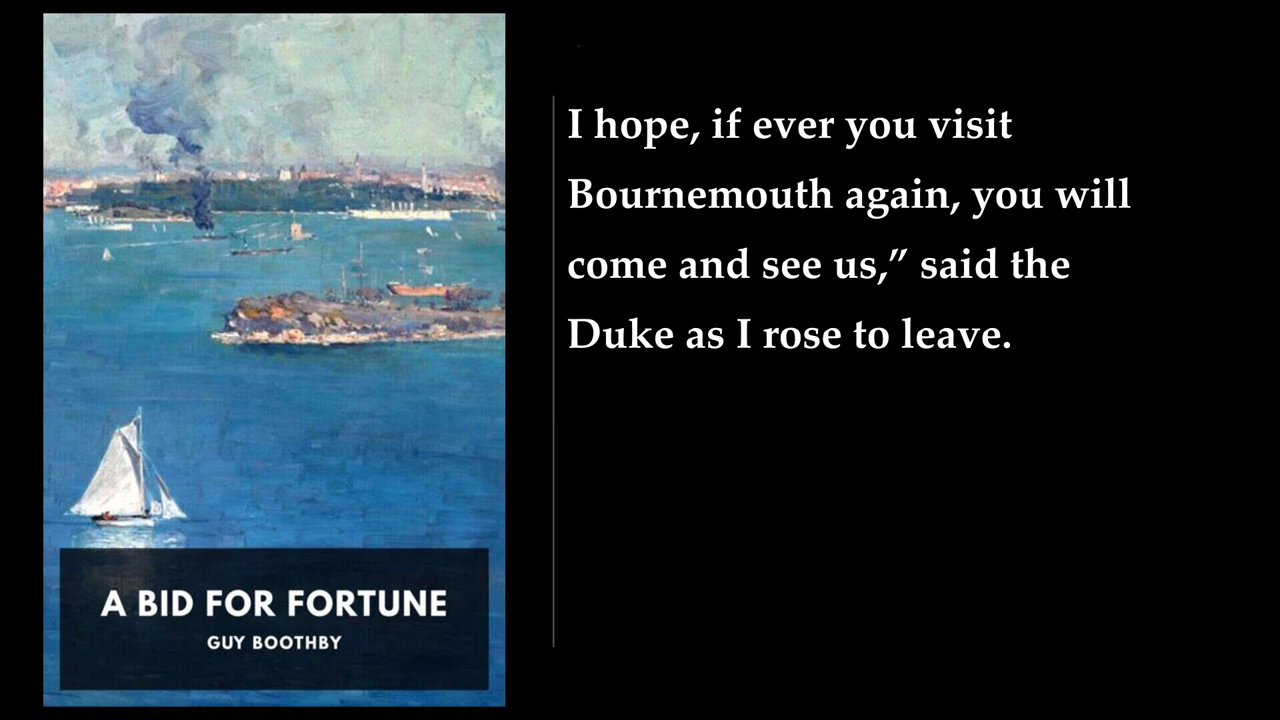 I hope, if ever you visit
Bournemouth again, you will
come and see us,” said the
Duke as I rose to leave.
A BID FOR FORTUNE
GUY BOOTHBY